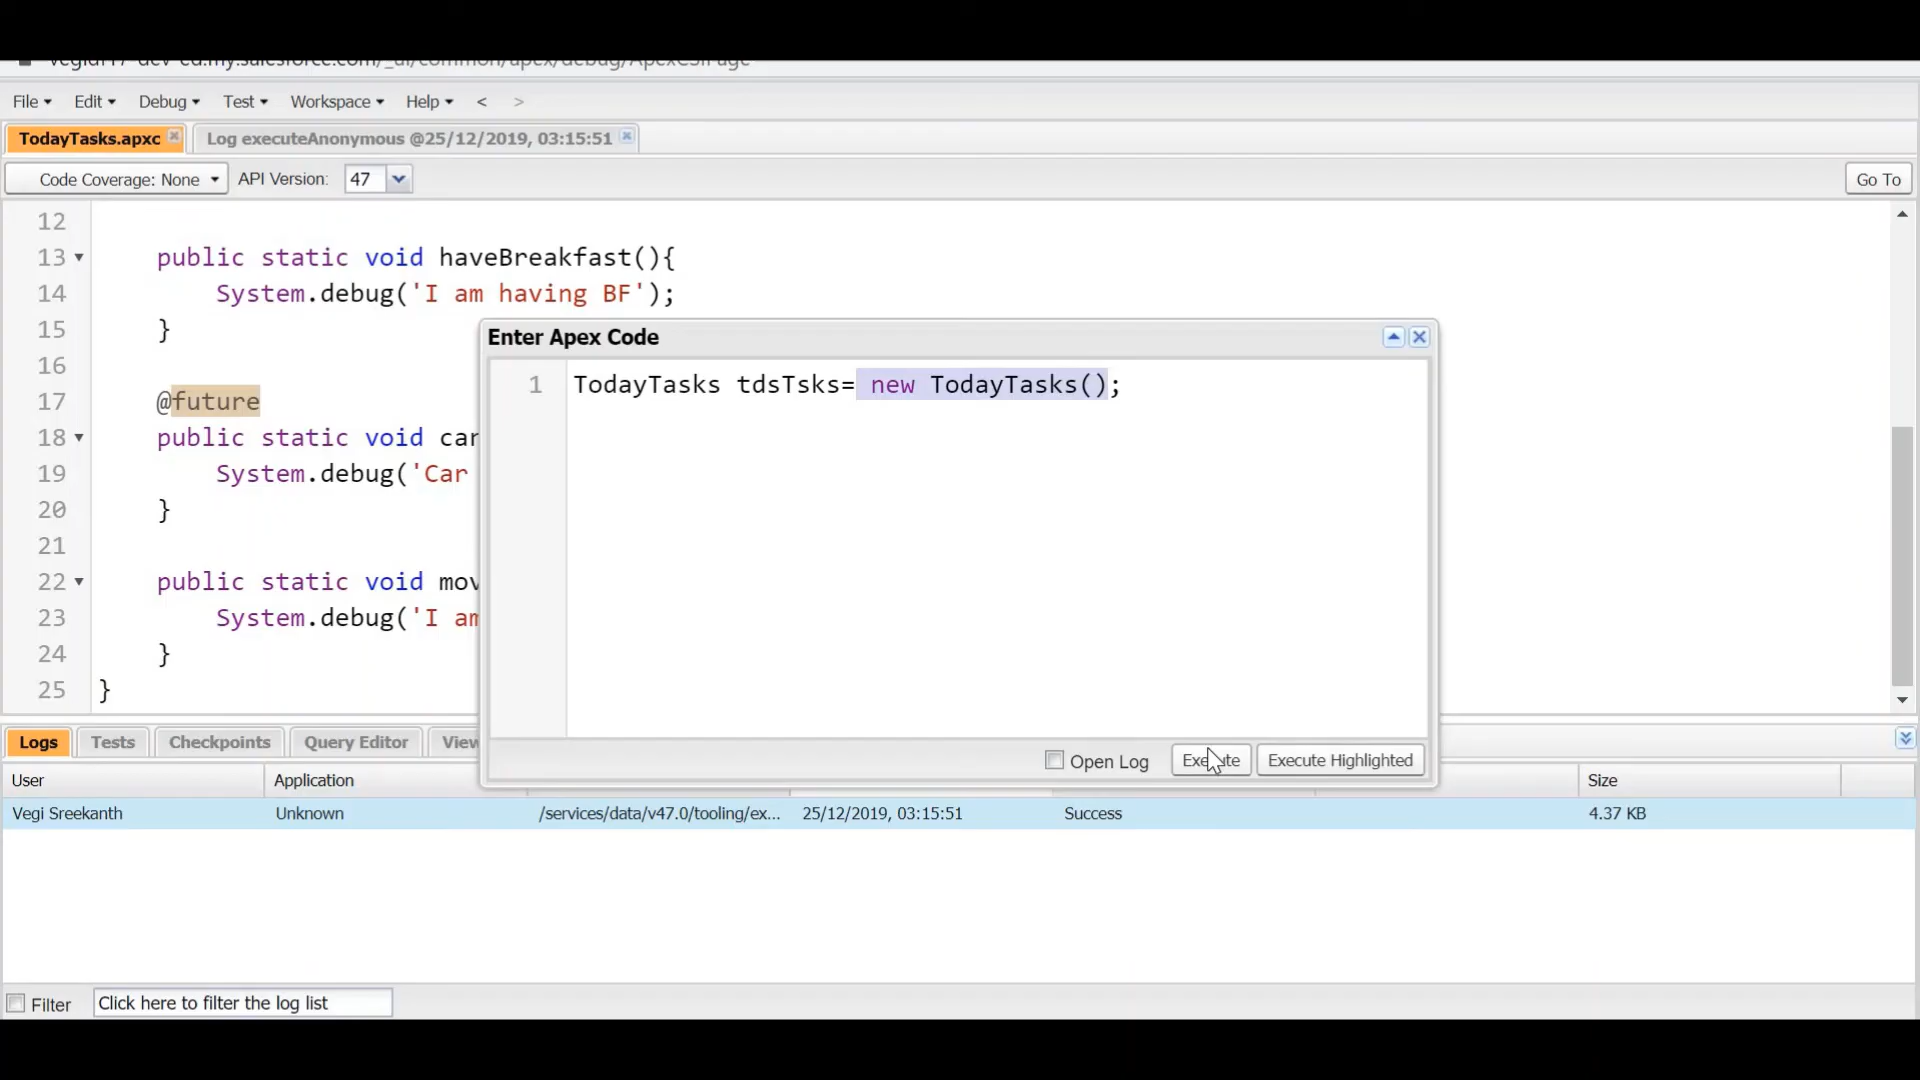 File Edit Debug Test Workspace Help < >
TodayTasks.apxc Log executeAnonymous @25/12/2019, 03:15:51
Code Coverage: None API Version: 47 Go To
12
13 public static void haveBreakfast(){
14 System.debug('I am having BF');
15 }
Enter Apex Code
16
1 TodayTasks tdsTsks= new TodayTasks();
17 @future
18 public static void car
19 System.debug('Car
20 }
21
22 public static void mov
23 System.debug('I am
24 }
25 }
Open Log Execute Execute Highlighted
Logs Tests Checkpoints Query Editor View
User Application Size
Vegi Sreekanth Unknown /services/data/v47.0/tooling/ex... 25/12/2019, 03:15:51 Success 4.37 KB
Filter Click here to filter the log list